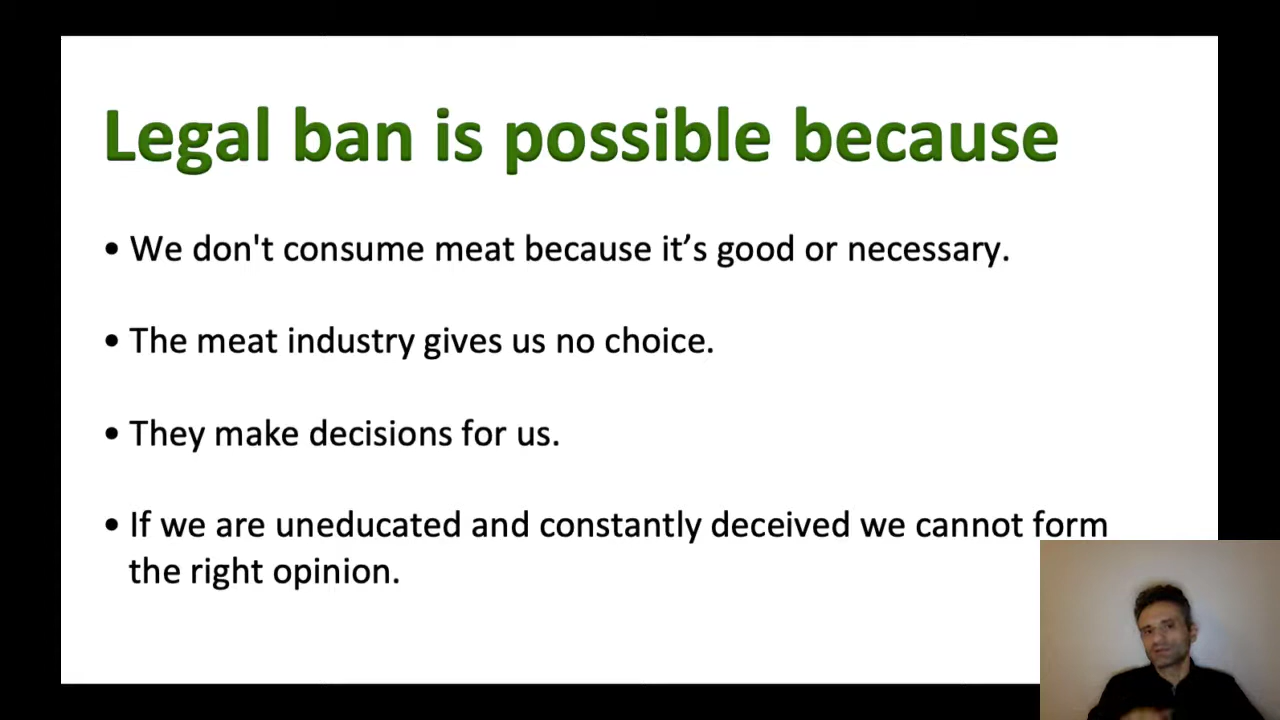 Legal ban is possible because
• We don't consume meat because it’s good or necessary.
• The meat industry gives us no choice.
• They make decisions for us.
• If we are uneducated and constantly deceived we cannot form
the right opinion.